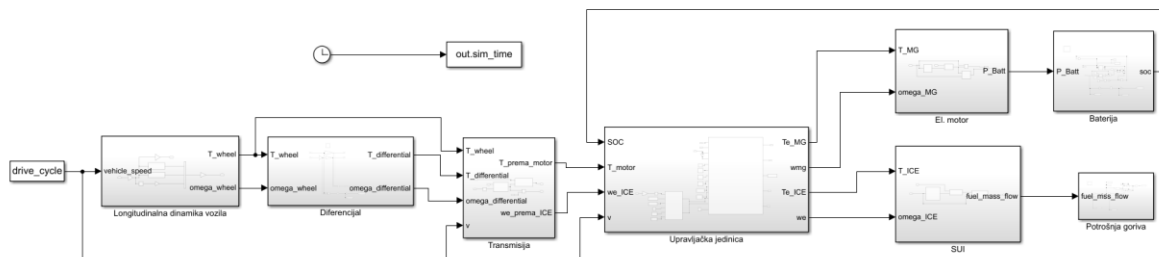 out.sim_time
drive_cycle
vehicle_speed
T_wheel
omega_wheel
Longitudinalna dinamika vozila
T_wheel
omega_wheel
T_differential
omega_differential
Diferencijal
T_wheel
T_differential
omega_differential
v
T_prema_motor
we_prema_ICE
Transmisija
SOC
T_motor
we_ICE
v
Te_MG
wmg
Te_ICE
we
Upravljačka jedinica
T_MG
omega_MG
P_Batt
El. motor
P_Batt
soc
Baterija
T_ICE
omega_ICE
fuel_mass_flow
SUI
fuel_mss_flow
Potrošnja goriva